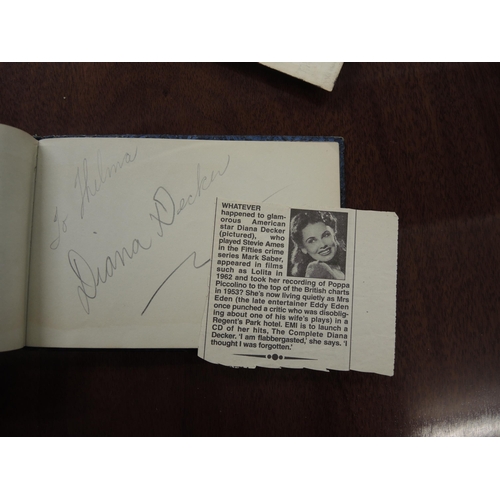 To Thelma
Diana Decker
WHATEVER
happened to glam-
orous American
star Diana Decker
(pictured), who
played Stevie Ames
in the Fifties crime
series Mark Saber,
appeared in films
such as Lolita in
1962 and took her recording of Poppa
Piccolino to the top of the British charts
in 1953? She's now living quietly as Mrs
Eden (the late entertainer Eddy Eden
once punched a critic who was disoblig-
ing about one of his wife's plays) in a
Regent's Park hotel. EMI is to launch a
CD of her hits, The Complete Diana
Decker. 'I am flabbergasted,' she says. 'I
thought I was forgotten.'